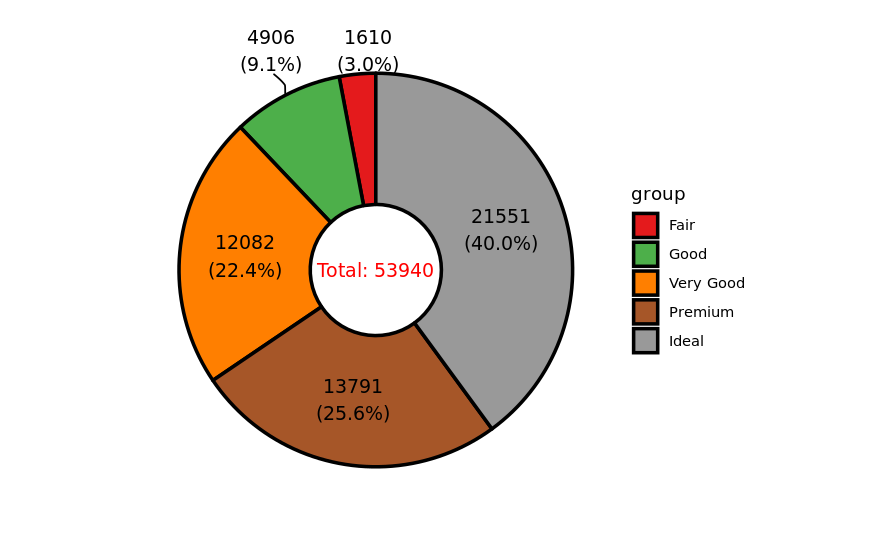 4906
(9.1%)
1610
(3.0%)
21551
(40.0%)
12082
(22.4%)
Total: 53940
13791
(25.6%)
group
Fair
Good
Very Good
Premium
Ideal